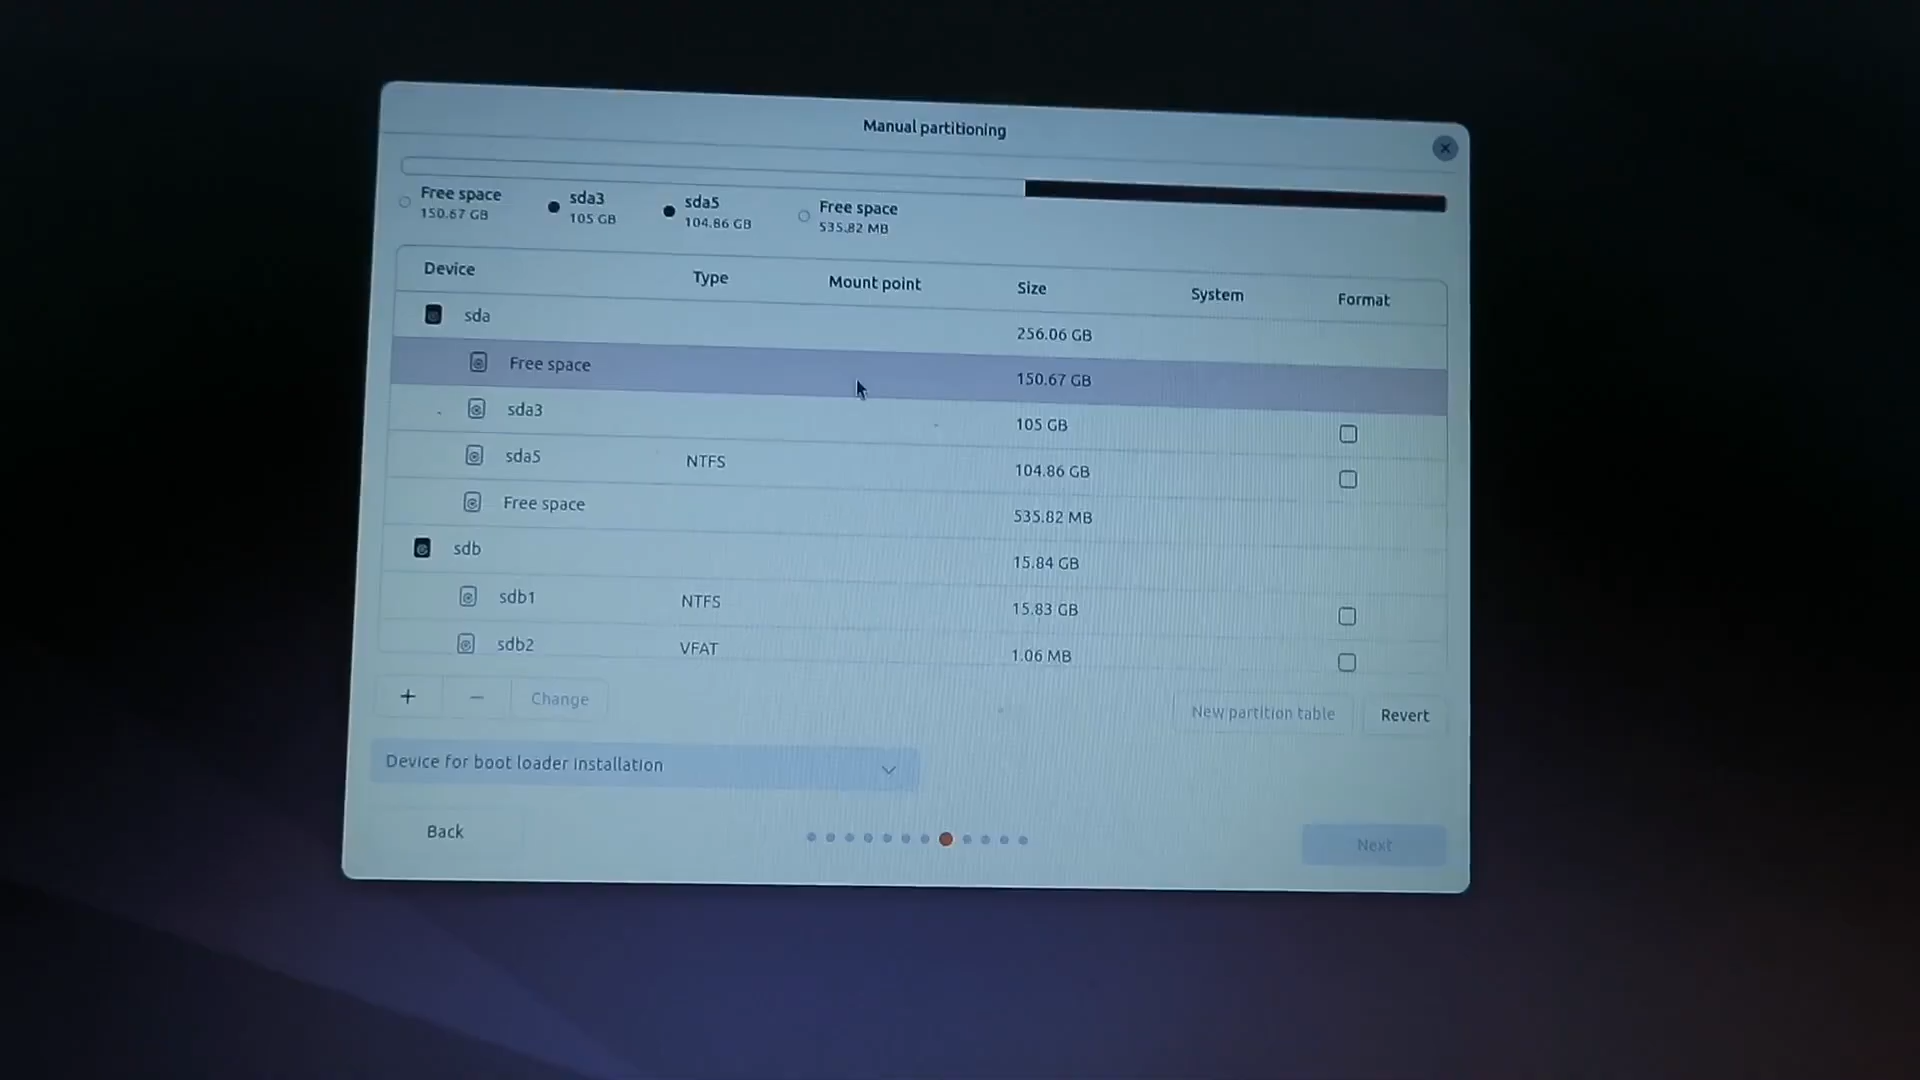 Manual partitioning
Free space
150.67 GB
sda3
105 GB
sda5
104.86 GB
Free space
535.82 MB
Device Type Mount point Size System Format
sda 256.06 GB
Free space 150.67 GB
sda3 105 GB
sda5 NTFS 104.86 GB
Free space 535.82 MB
sdb 15.84 GB
sdb1 NTFS 15.83 GB
sdb2 VFAT 1.06 MB
+ − Change New partition table Revert
Device for boot loader installation
Back Next